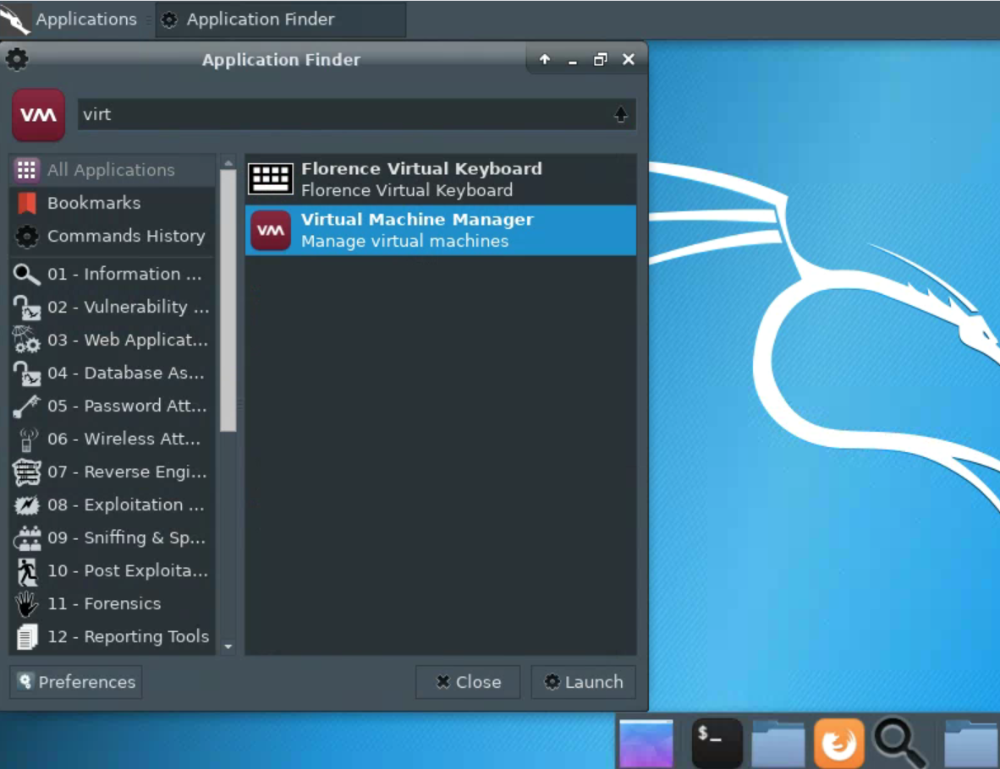 Applications
Application Finder
Application Finder
VM
virt
All Applications
Bookmarks
Commands History
01 - Information ...
02 - Vulnerability ...
03 - Web Applicat...
04 - Database As...
05 - Password Att...
06 - Wireless Att...
07 - Reverse Engi...
08 - Exploitation ...
09 - Sniffing & Sp...
10 - Post Exploita...
11 - Forensics
12 - Reporting Tools
Florence Virtual Keyboard
Florence Virtual Keyboard
VM
Virtual Machine Manager
Manage virtual machines
Preferences
Close
Launch
$_